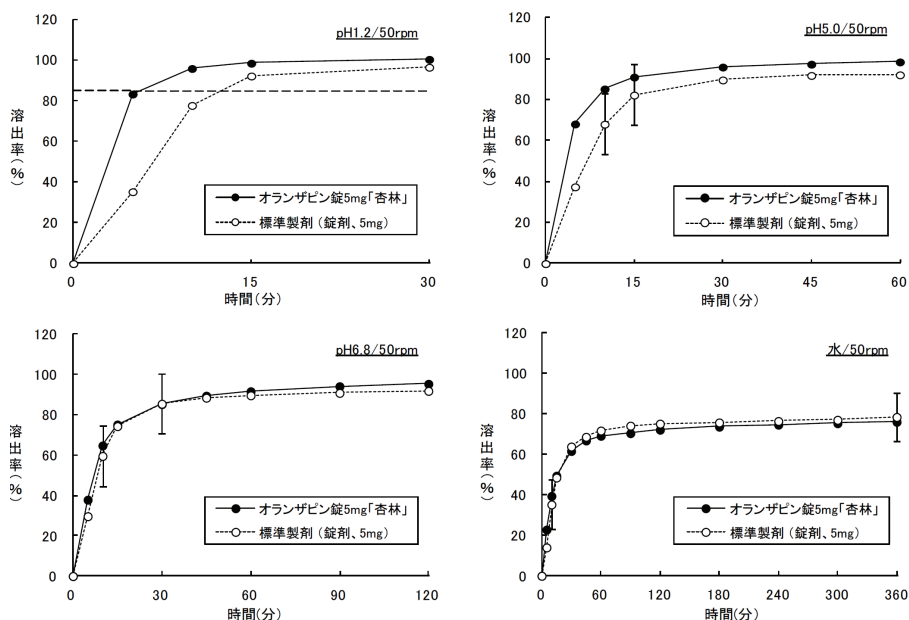 pH1.2/50rpm
120
100
80
60
40
20
0
溶出率(%)
0
15
30
時間(分)
オランザピン錠5mg「杏林」
標準製剤(錠剤、5mg)
pH5.0/50rpm
120
100
80
60
40
20
0
溶出率(%)
0
15
30
45
60
時間(分)
オランザピン錠5mg「杏林」
標準製剤(錠剤、5mg)
pH6.8/50rpm
120
100
80
60
40
20
0
溶出率(%)
0
30
60
90
120
時間(分)
オランザピン錠5mg「杏林」
標準製剤(錠剤、5mg)
水/50rpm
120
100
80
60
40
20
0
溶出率(%)
0
60
120
180
240
300
360
時間(分)
オランザピン錠5mg「杏林」
標準製剤(錠剤、5mg)